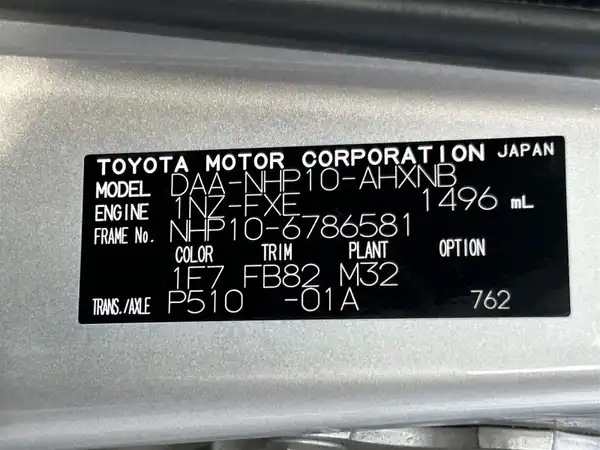 TOYOTA MOTOR CORPORATION JAPAN
MODEL DAA-NHP10-AHXNB
ENGINE 1NZ-FXE 1496 mL
FRAME No. NHP10-6786581
COLOR TRIM PLANT OPTION
1F7 FB82 M32
TRANS./AXLE P510 -01A 762